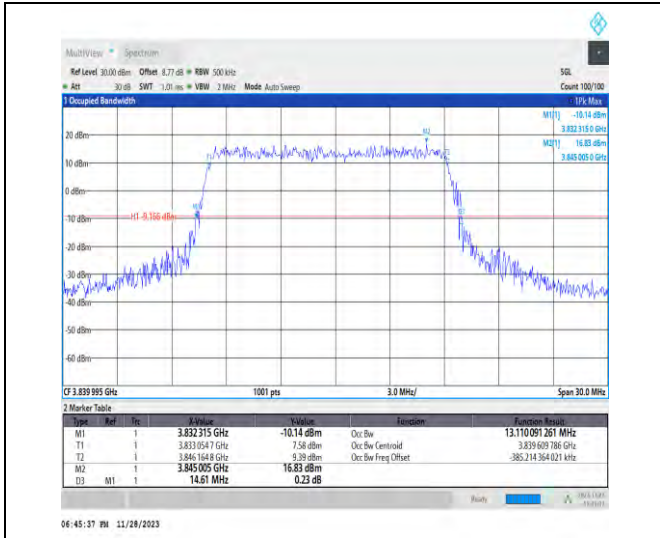 MultiView Spectrum
Ref Level 30.00 dBm Offset 8.77 dB RBW 500 kHz SGL
Att 30 dB SWT 1.01 ms VBW 2 MHz Mode Auto Sweep Count 100/100
1 Occupied Bandwidth 1Pk Max
M1[1] -10.14 dBm
3.832 315 0 GHz
M2[1] 16.83 dBm
3.845 005 0 GHz
20 dBm
M2
T1
10 dBm
0 dBm
-10 dBm
H1 -9.166 dBm
-20 dBm
-30 dBm
-40 dBm
-50 dBm
-60 dBm
CF 3.839 995 GHz 1001 pts 3.0 MHz/ Span 30.0 MHz
2 Marker Table
Type Ref Trc X-Value Y-Value Function Function Result
M1 1 3.832 315 GHz -10.14 dBm Occ Bw 13.110 091 261 MHz
T1 1 3.833 054 7 GHz 7.58 dBm Occ Bw Centroid 3.839 609 786 GHz
T2 1 3.846 164 8 GHz 9.39 dBm Occ Bw Freq Offset -385.214 364 021 kHz
M2 1 3.845 005 GHz 16.83 dBm
D3 M1 1 14.61 MHz 0.23 dB
Ready
06:45:37 PM 11/28/2023